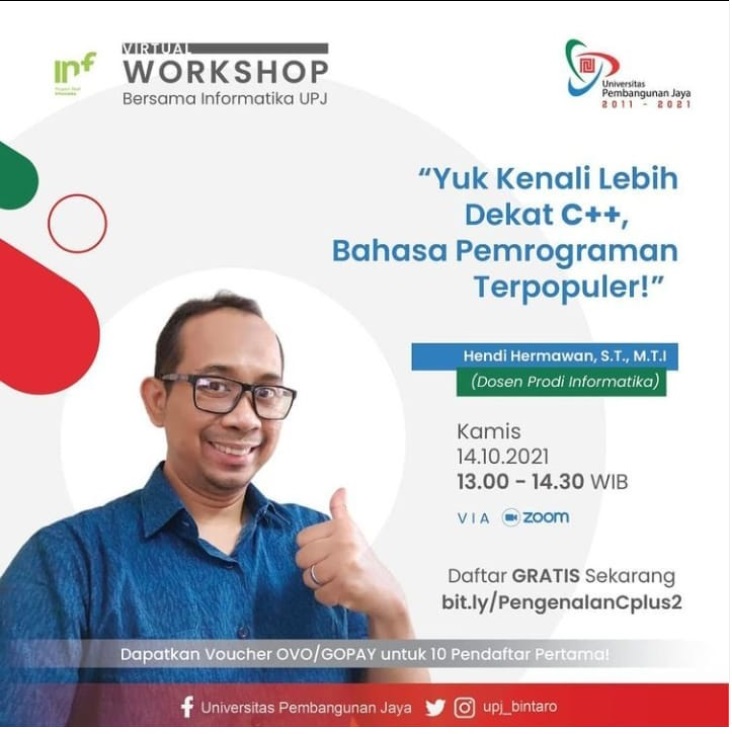 inf
VIRTUAL
WORKSHOP
Bersama Informatika UPJ
Universitas
Pembangunan Jaya
2011 - 2021
“Yuk Kenali Lebih
Dekat C++,
Bahasa Pemrograman
Terpopuler!”
Hendi Hermawan, S.T., M.T.I
(Dosen Prodi Informatika)
Kamis
14.10.2021
13.00 - 14.30 WIB
VIA zoom
Daftar GRATIS Sekarang
bit.ly/PengenalanCplus2
Dapatkan Voucher OVO/GOPAY untuk 10 Pendaftar Pertama!
Universitas Pembangunan Jaya upj_bintaro